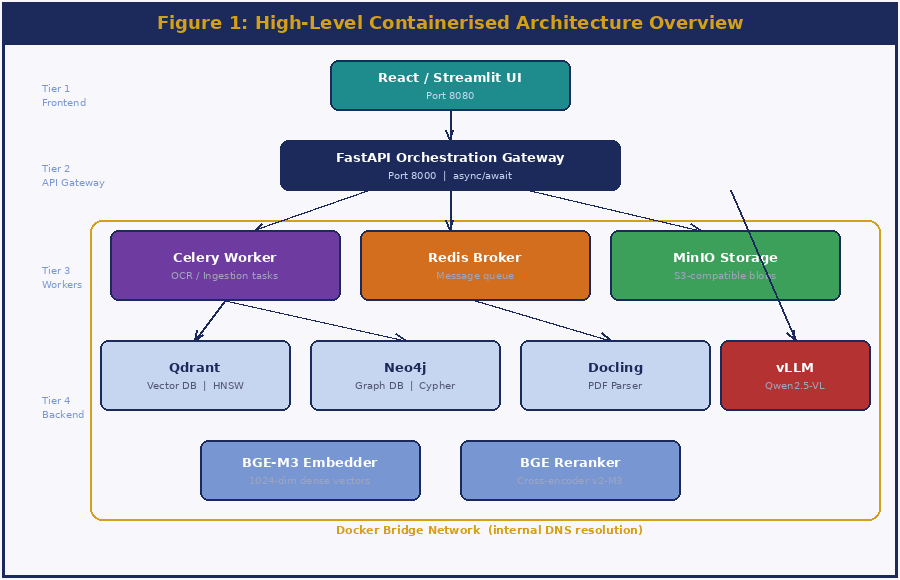 Figure 1: High-Level Containerised Architecture Overview
React / Streamlit UI
Port 8080
Tier 1
Frontend
FastAPI Orchestration Gateway
Port 8000 | async/await
Tier 2
API Gateway
Celery Worker
OCR / Ingestion tasks
Redis Broker
Message queue
MinIO Storage
S3-compatible blobs
Tier 3
Workers
Qdrant
Vector DB | HNSW
Neo4j
Graph DB | Cypher
Docling
PDF Parser
vLLM
Qwen2.5-VL
Tier 4
Backend
BGE-M3 Embedder
1024-dim dense vectors
BGE Reranker
Cross-encoder v2-M3
Docker Bridge Network (internal DNS resolution)